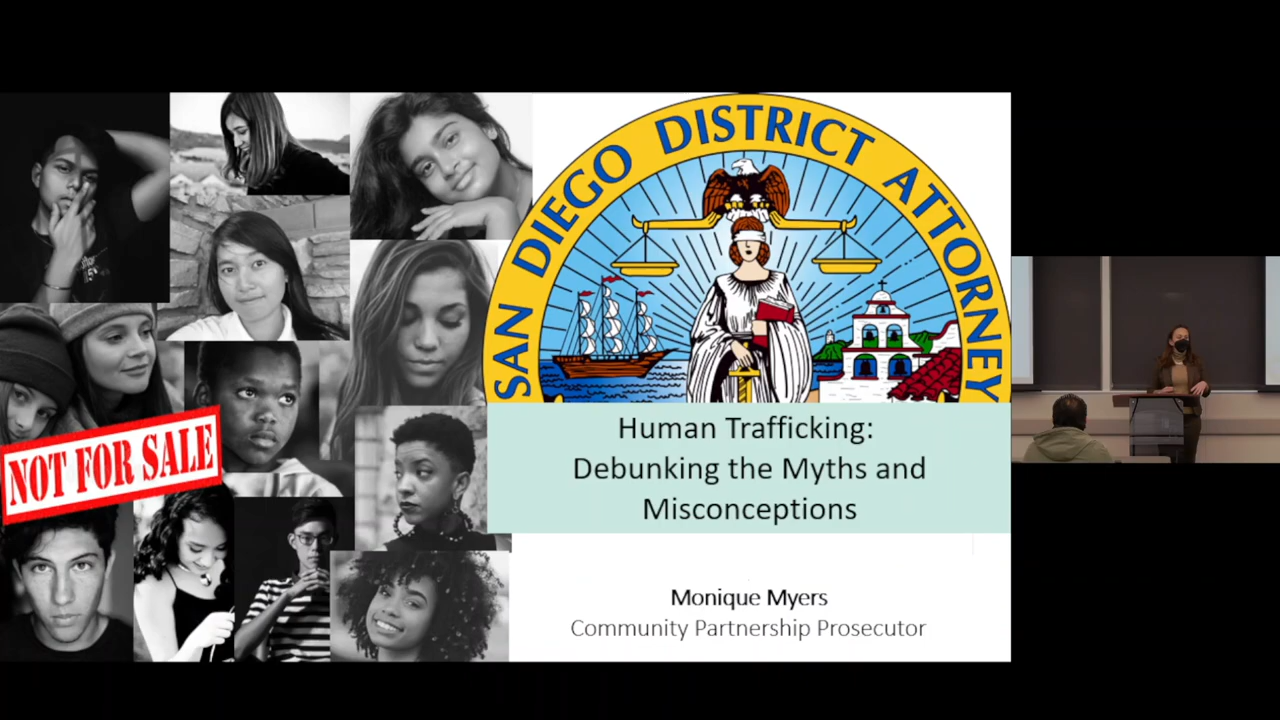 SAN DIEGO DISTRICT ATTORNEY
NOT FOR SALE
Human Trafficking:
Debunking the Myths and
Misconceptions
Monique Myers
Community Partnership Prosecutor